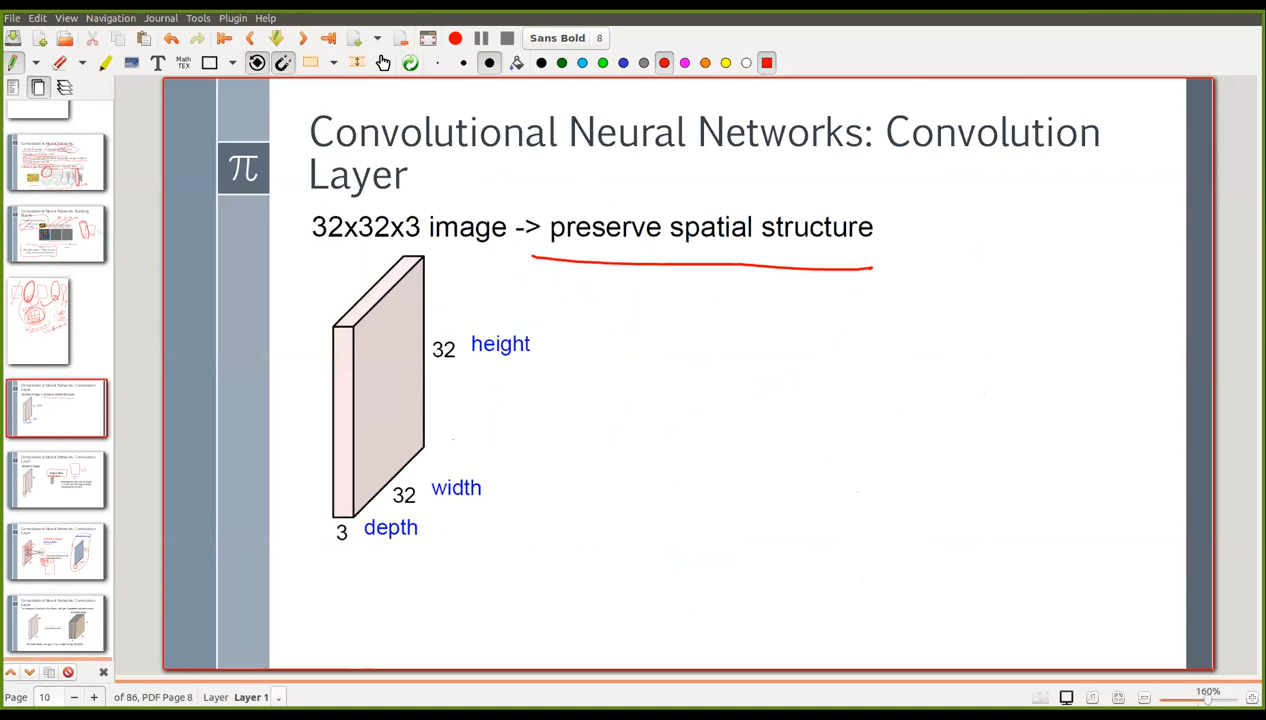 File Edit View Navigation Journal Tools Plugin Help
Sans Bold 8
Math
TEX
T
π
Convolutional Neural Networks: Convolution
Layer
32x32x3 image -> preserve spatial structure
32 height
32 width
3 depth
Page 10 of 86, PDF Page 8 Layer Layer 1
160%